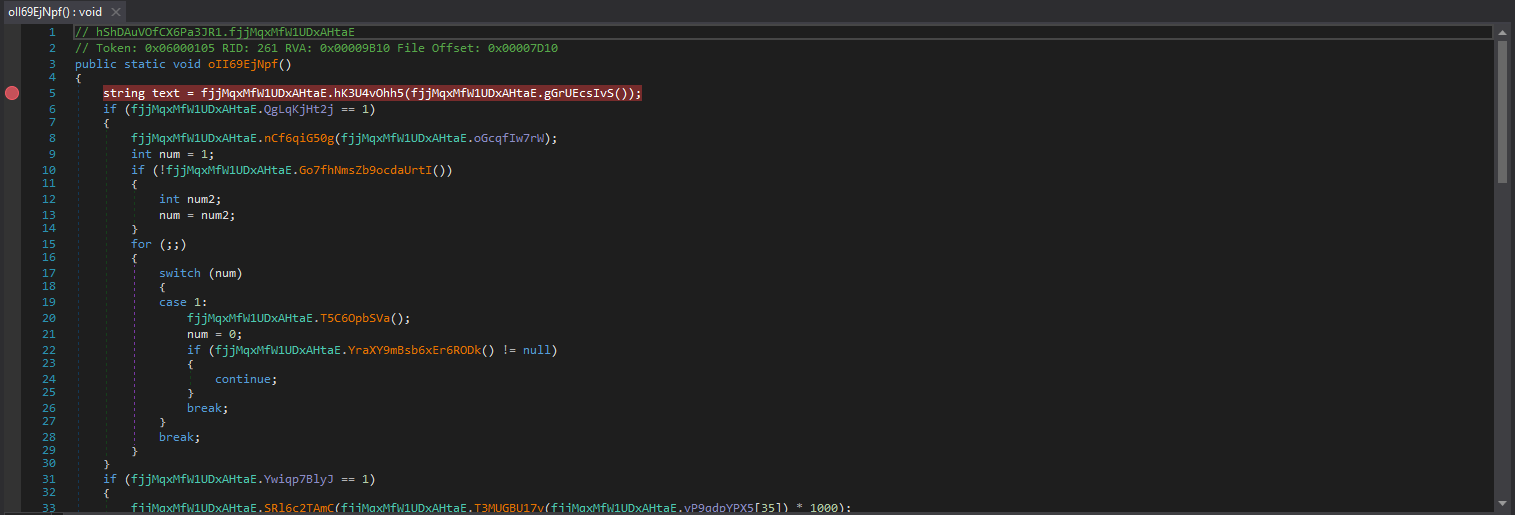 oII69EjNpf() : void ×
1 // hShDAuVOfCX6Pa3JR1.fjjMqxMfW1UDxAHtaE
2 // Token: 0x06000105 RID: 261 RVA: 0x00009B10 File Offset: 0x00007D10
3 public static void oII69EjNpf()
4 {
5 string text = fjjMqxMfW1UDxAHtaE.hK3U4vOhh5(fjjMqxMfW1UDxAHtaE.gGrUEcsIvS());
6 if (fjjMqxMfW1UDxAHtaE.QgLqKjHt2j == 1)
7 {
8 fjjMqxMfW1UDxAHtaE.nCf6qiG50g(fjjMqxMfW1UDxAHtaE.oGcqfIw7rW);
9 int num = 1;
10 if (!fjjMqxMfW1UDxAHtaE.Go7fhNmsZb9ocdaUrtI())
11 {
12 int num2;
13 num = num2;
14 }
15 for (;;)
16 {
17 switch (num)
18 {
19 case 1:
20 fjjMqxMfW1UDxAHtaE.T5C6OpbSVa();
21 num = 0;
22 if (fjjMqxMfW1UDxAHtaE.YraXY9mBsb6xEr6RODk() != null)
23 {
24 continue;
25 }
26 break;
27 }
28 break;
29 }
30 }
31 if (fjjMqxMfW1UDxAHtaE.Ywiqp7BlyJ == 1)
32 {
33 fjjMqxMfW1UDxAHtaE.SRl6c2TAmC(fjjMqxMfW1UDxAHtaE.T3MUGBU17v(fjjMqxMfW1UDxAHtaE.vP9qdpYPX5[35]) * 1000);